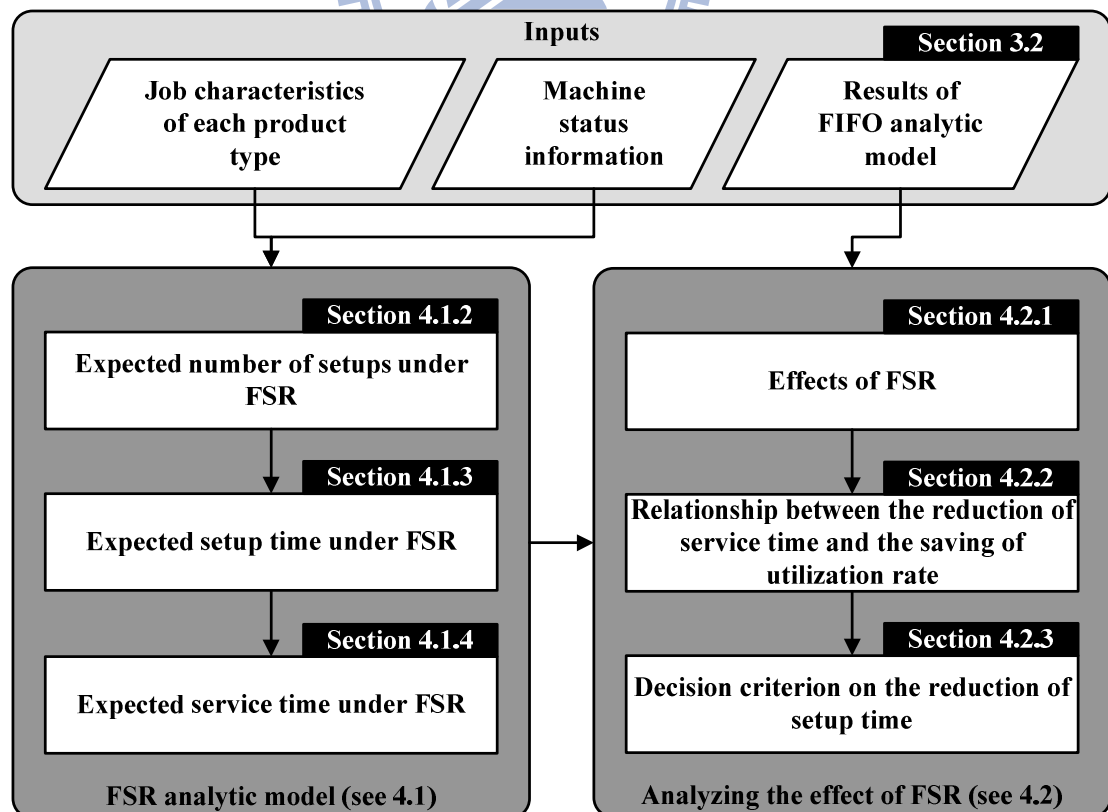 Inputs
Section 3.2
Job characteristics
of each product
type
Machine
status
information
Results of
FIFO analytic
model
Section 4.1.2
Expected number of setups under
FSR
Section 4.1.3
Expected setup time under FSR
Section 4.1.4
Expected service time under FSR
FSR analytic model (see 4.1)
Section 4.2.1
Effects of FSR
Section 4.2.2
Relationship between the reduction of
service time and the saving of
utilization rate
Section 4.2.3
Decision criterion on the reduction of
setup time
Analyzing the effect of FSR (see 4.2)